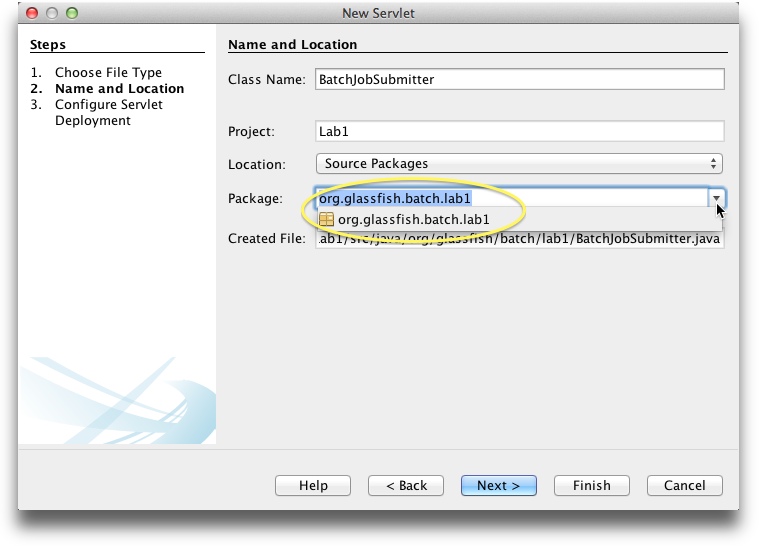 New Servlet
Steps
1. Choose File Type
2. Name and Location
3. Configure Servlet
Deployment
Name and Location
Class Name: BatchJobSubmitter
Project: Lab1
Location: Source Packages
Package: org.glassfish.batch.lab1
org.glassfish.batch.lab1
Created File: .ab1/src/java/org/glassfish/batch/lab1/BatchJobSubmitter.java
Help
< Back
Next >
Finish
Cancel